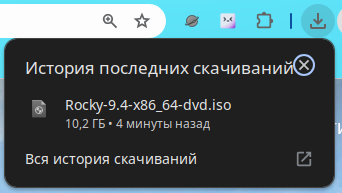 История последних скачиваний
Rocky-9.4-x86_64-dvd.iso
10,2 ГБ • 4 минуты назад
Вся история скачиваний